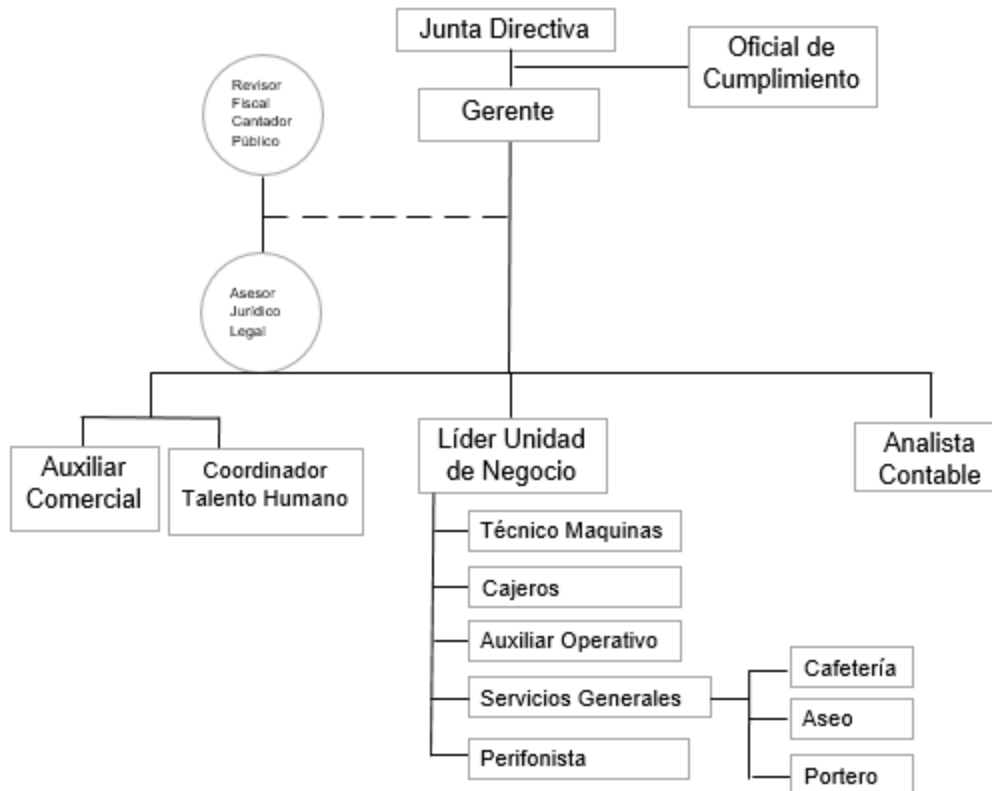 Junta Directiva
Oficial de
Cumplimiento
Revisor
Fiscal
Cantador
Público
Gerente
Asesor
Jurídico
Legal
Auxiliar
Comercial
Coordinador
Talento Humano
Líder Unidad
de Negocio
Analista
Contable
Técnico Maquinas
Cajeros
Auxiliar Operativo
Servicios Generales
Perifonista
Cafetería
Aseo
Portero